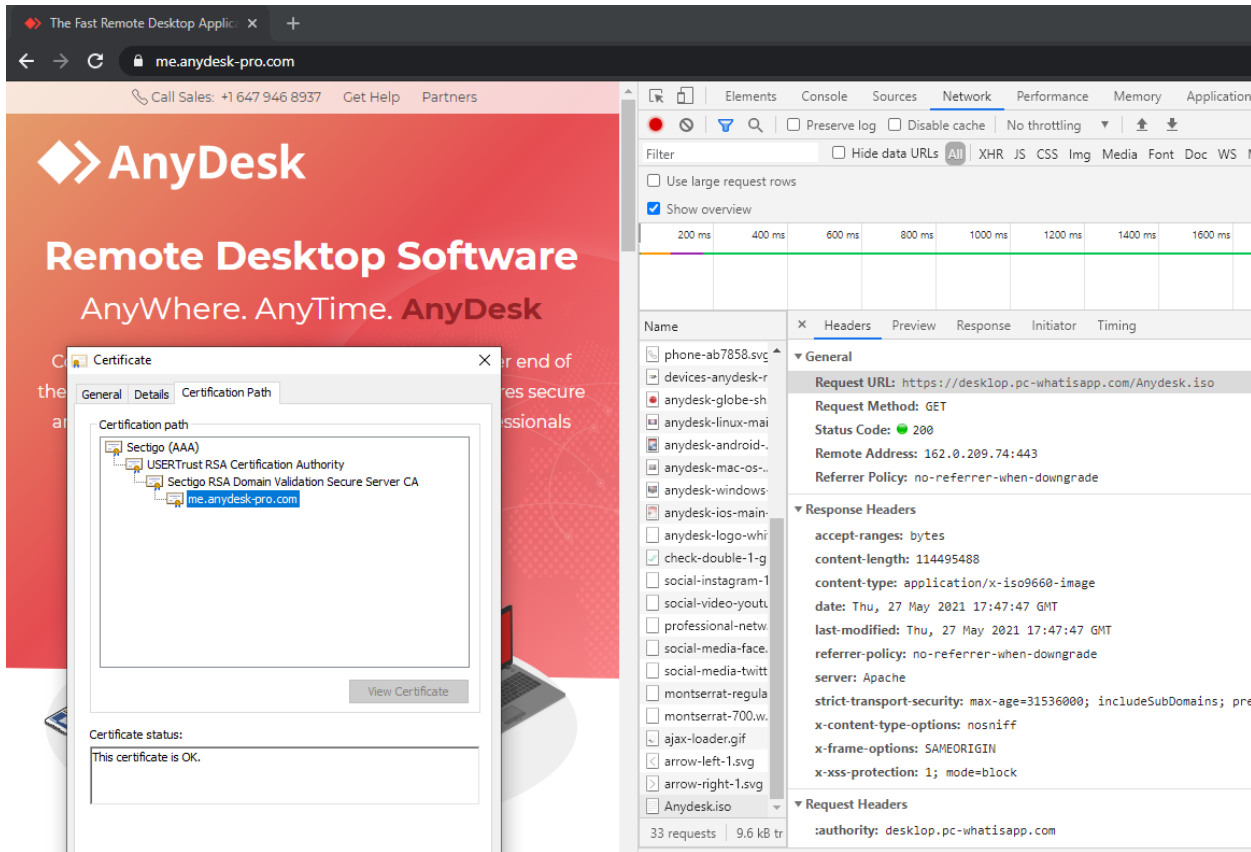 The Fast Remote Desktop Applic
me.anydesk-pro.com
Call Sales: +1 647 946 8937 Get Help Partners
AnyDesk
Remote Desktop Software
AnyWhere. AnyTime. AnyDesk
er end of
the
res secure
ssionals
Certificate
General Details Certification Path
Certification path
Sectigo (AAA)
USERTrust RSA Certification Authority
Sectigo RSA Domain Validation Secure Server CA
me.anydesk-pro.com
View Certificate
Certificate status:
This certificate is OK.
Elements Console Sources Network Performance Memory Application
Preserve log Disable cache No throttling
Filter Hide data URLs All XHR JS CSS Img Media Font Doc WS
Use large request rows
Show overview
200 ms 400 ms 600 ms 800 ms 1000 ms 1200 ms 1400 ms 1600 ms
Name
phone-ab7858.svg
devices-anydesk-r
anydesk-globe-sh
anydesk-linux-mai
anydesk-android-.
anydesk-mac-os-..
anydesk-windows-
anydesk-ios-main-
anydesk-logo-whi
check-double-1-g
social-instagram-1
social-video-youtu
professional-netw.
social-media-face.
social-media-twitt
montserrat-regula
montserrat-700.w.
ajax-loader.gif
arrow-left-1.svg
arrow-right-1.svg
Anydesk.iso
33 requests 9.6 kB tr
Headers Preview Response Initiator Timing
General
Request URL: https://desklop.pc-whatisapp.com/Anydesk.iso
Request Method: GET
Status Code: 200
Remote Address: 162.0.209.74:443
Referrer Policy: no-referrer-when-downgrade
Response Headers
accept-ranges: bytes
content-length: 114495488
content-type: application/x-iso9660-image
date: Thu, 27 May 2021 17:47:47 GMT
last-modified: Thu, 27 May 2021 17:47:47 GMT
referrer-policy: no-referrer-when-downgrade
server: Apache
strict-transport-security: max-age=31536000; includeSubDomains; pre
x-content-type-options: nosniff
x-frame-options: SAMEORIGIN
x-xss-protection: 1; mode=block
Request Headers
:authority: desklop.pc-whatisapp.com